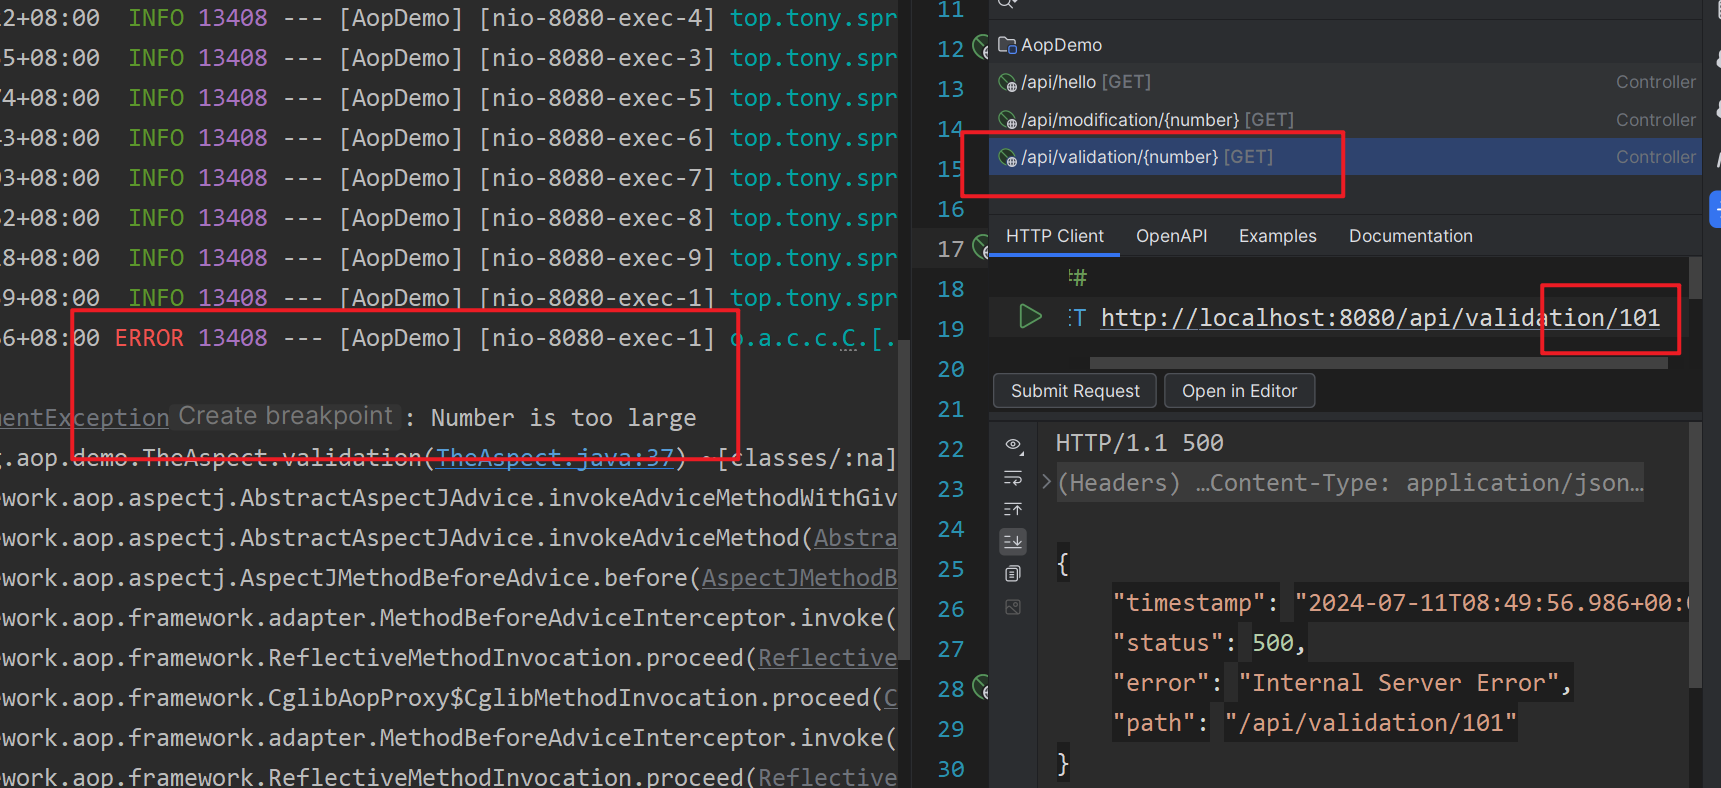 2+08:00 INFO 13408 --- [AopDemo] [nio-8080-exec-4] top.tony.spr
5+08:00 INFO 13408 --- [AopDemo] [nio-8080-exec-3] top.tony.spr
74+08:00 INFO 13408 --- [AopDemo] [nio-8080-exec-5] top.tony.spr
3+08:00 INFO 13408 --- [AopDemo] [nio-8080-exec-6] top.tony.spr
93+08:00 INFO 13408 --- [AopDemo] [nio-8080-exec-7] top.tony.spr
2+08:00 INFO 13408 --- [AopDemo] [nio-8080-exec-8] top.tony.spr
8+08:00 INFO 13408 --- [AopDemo] [nio-8080-exec-9] top.tony.spr
9+08:00 INFO 13408 --- [AopDemo] [nio-8080-exec-1] top.tony.spr
6+08:00 ERROR 13408 --- [AopDemo] [nio-8080-exec-1] o.a.c.c.C.[.
mentException Create breakpoint : Number is too large
g.aop.demo.TheAspect.validation(TheAspect.java:37) ~[classes/:na]
ework.aop.aspectj.AbstractAspectJAdvice.invokeAdviceMethodWithGiv
ework.aop.aspectj.AbstractAspectJAdvice.invokeAdviceMethod(Abstra
ework.aop.aspectj.AspectJMethodBeforeAdvice.before(AspectJMethodB
ework.aop.framework.adapter.MethodBeforeAdviceInterceptor.invoke(
ework.aop.framework.ReflectiveMethodInvocation.proceed(Reflective
ework.aop.framework.CglibAopProxy$CglibMethodInvocation.proceed(C
ework.aop.framework.adapter.MethodBeforeAdviceInterceptor.invoke(
ework.aop.framework.ReflectiveMethodInvocation.proceed(Reflective
11
12
13
14
15
16
17
18
19
20
21
22
23
24
25
26
27
28
29
30
AopDemo
/api/hello [GET] Controller
/api/modification/{number} [GET] Controller
/api/validation/{number} [GET] Controller
HTTP Client OpenAPI Examples Documentation
##
T http://localhost:8080/api/validation/101
Submit Request Open in Editor
HTTP/1.1 500
(Headers) …Content-Type: application/json…
{
"timestamp": "2024-07-11T08:49:56.986+00:
"status": 500,
"error": "Internal Server Error",
"path": "/api/validation/101"
}